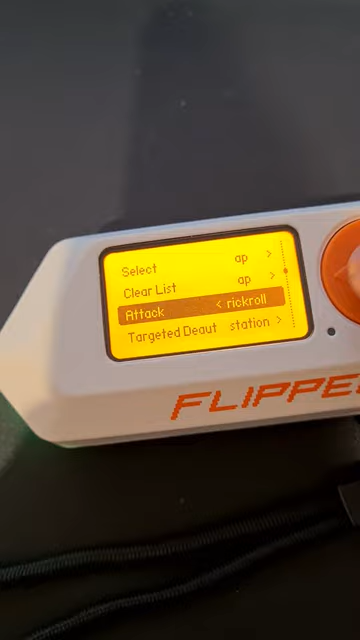 Select ap >
Clear List ap >
Attack < rickroll
Targeted Deaut station >
FLIPPE